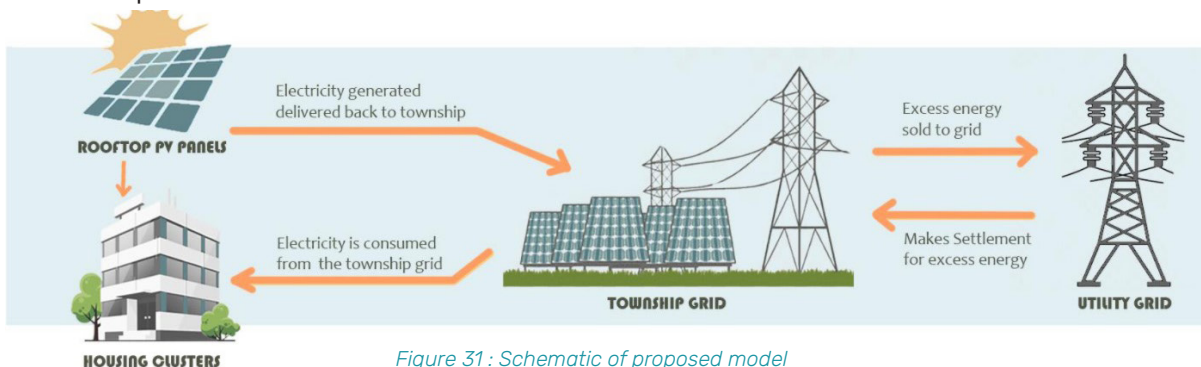 Electricity generated
delivered back to township
Excess energy
sold to grid
ROOFTOP PV PANELS
Electricity is consumed
from the township grid
Makes Settlement
for excess energy
TOWNSHIP GRID
UTILITY GRID
HOUSING CLUSTERS
Figure 31 : Schematic of proposed model